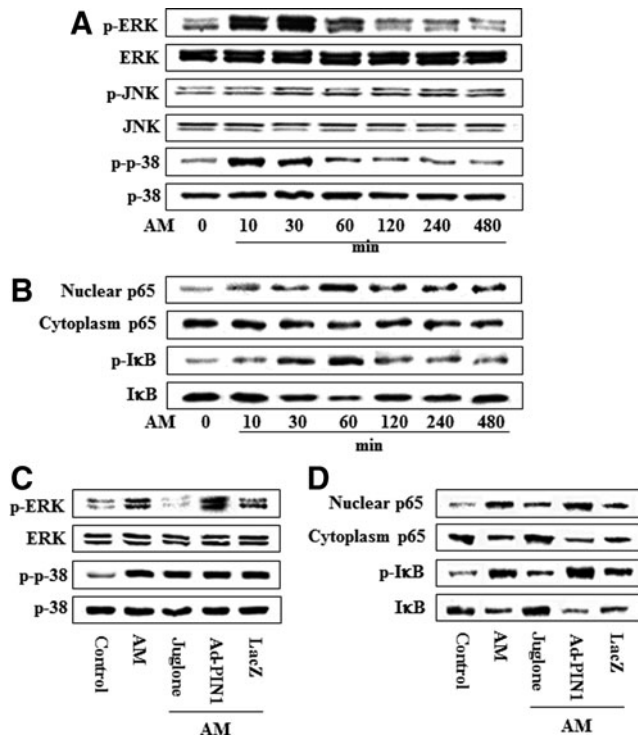 A
p-ERK
ERK
p-JNK
JNK
p-p-38
p-38
AM 0 10 30 60 120 240 480
min
B
Nuclear p65
Cytoplasm p65
p-IκB
IκB
AM 0 10 30 60 120 240 480
min
C
p-ERK
ERK
p-p-38
p-38
Control
AM
Juglone
Ad-PIN1
LacZ
AM
D
Nuclear p65
Cytoplasm p65
p-IκB
IκB
Control
AM
Juglone
Ad-PIN1
LacZ
AM